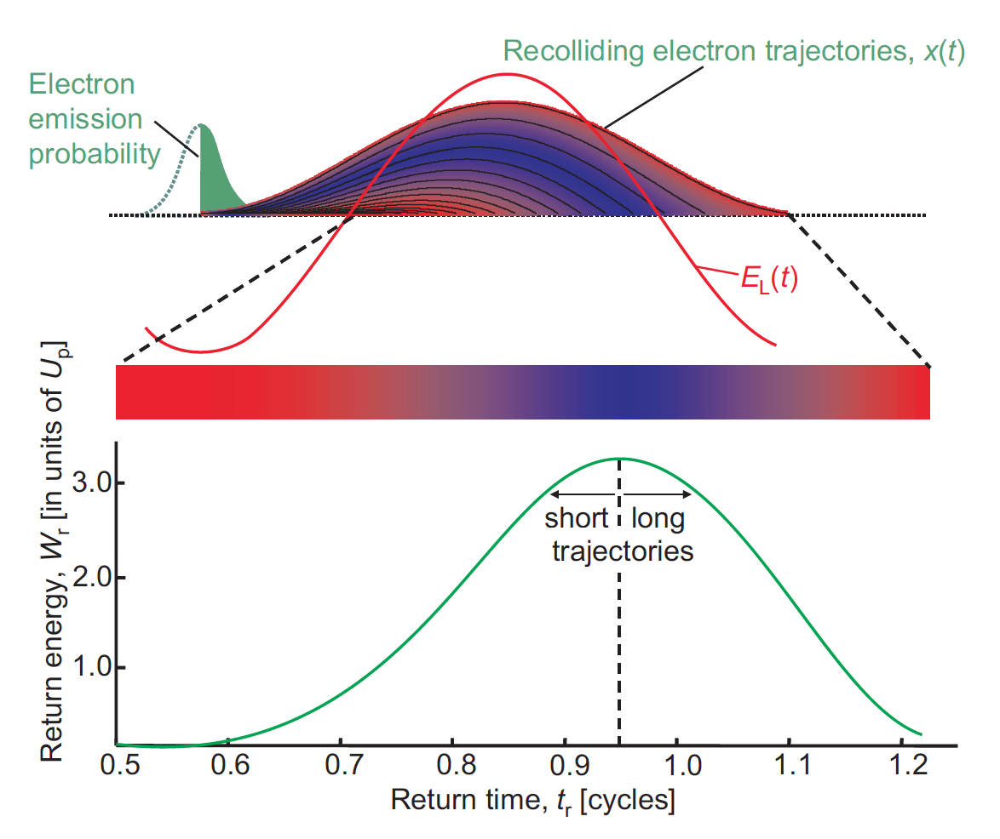 Recolliding electron trajectories, x(t)
Electron
emission
probability
E_L(t)
Return energy, W_r [in units of U_p]
3.0
2.0
1.0
short long
trajectories
0.5 0.6 0.7 0.8 0.9 1.0 1.1 1.2
Return time, t_r [cycles]